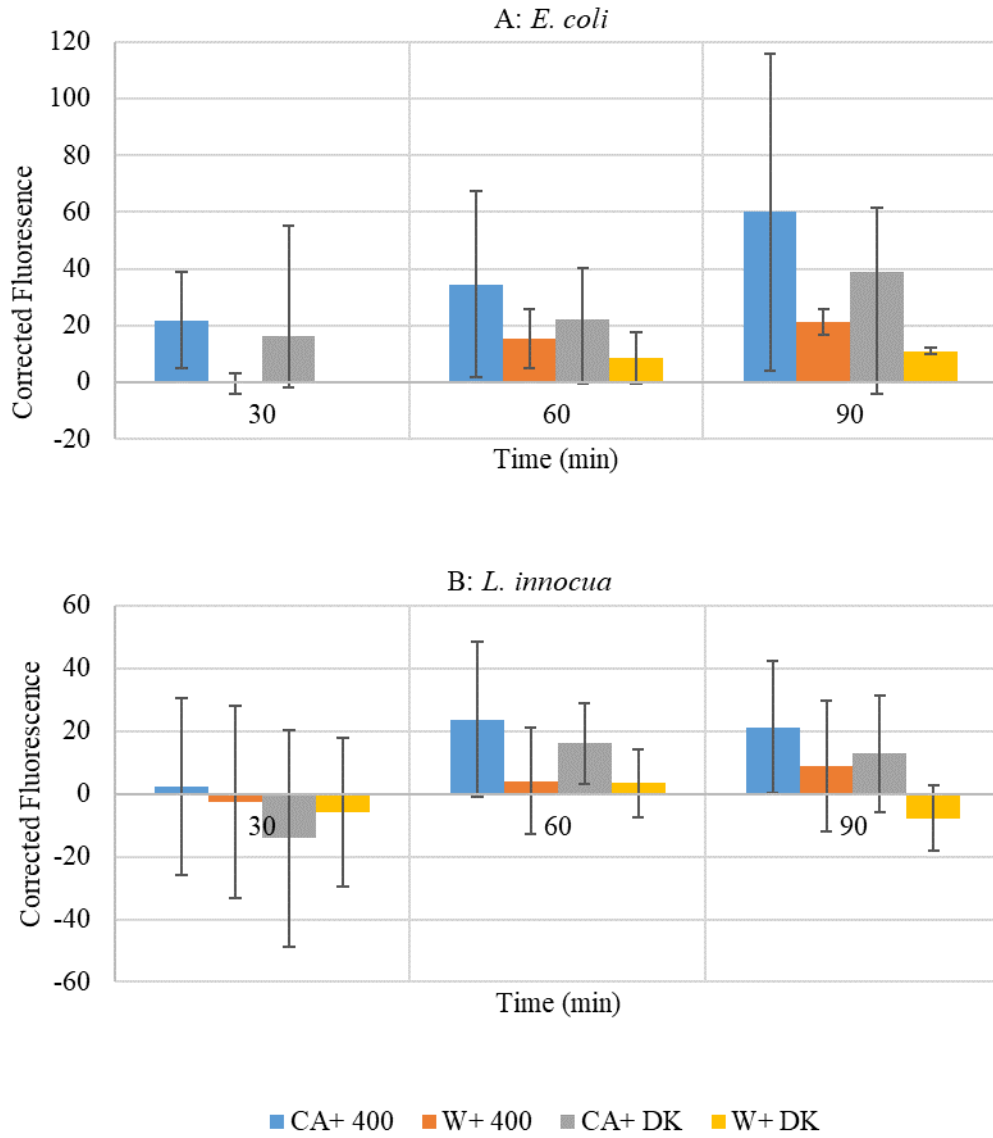 A: E. coli
120
100
80
60
40
20
0
-20
Corrected Fluoresence
30 60 90
Time (min)
B: L. innocua
60
40
20
0
-20
-40
-60
Corrected Fluorescence
30 60 90
Time (min)
CA+ 400 W+ 400 CA+ DK W+ DK